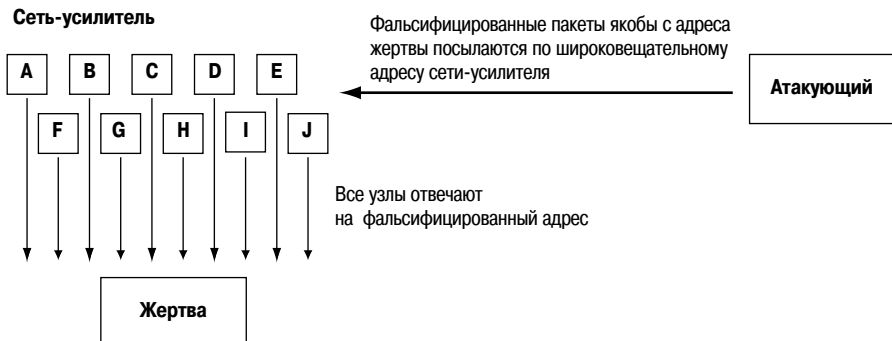 Сеть-усилитель
Фальсифицированные пакеты якобы с адреса
жертвы посылаются по широковещательному
адресу сети-усилителя
A B C D E
Атакующий
F G H I J
Все узлы отвечают
на фальсифицированный адрес
Жертва